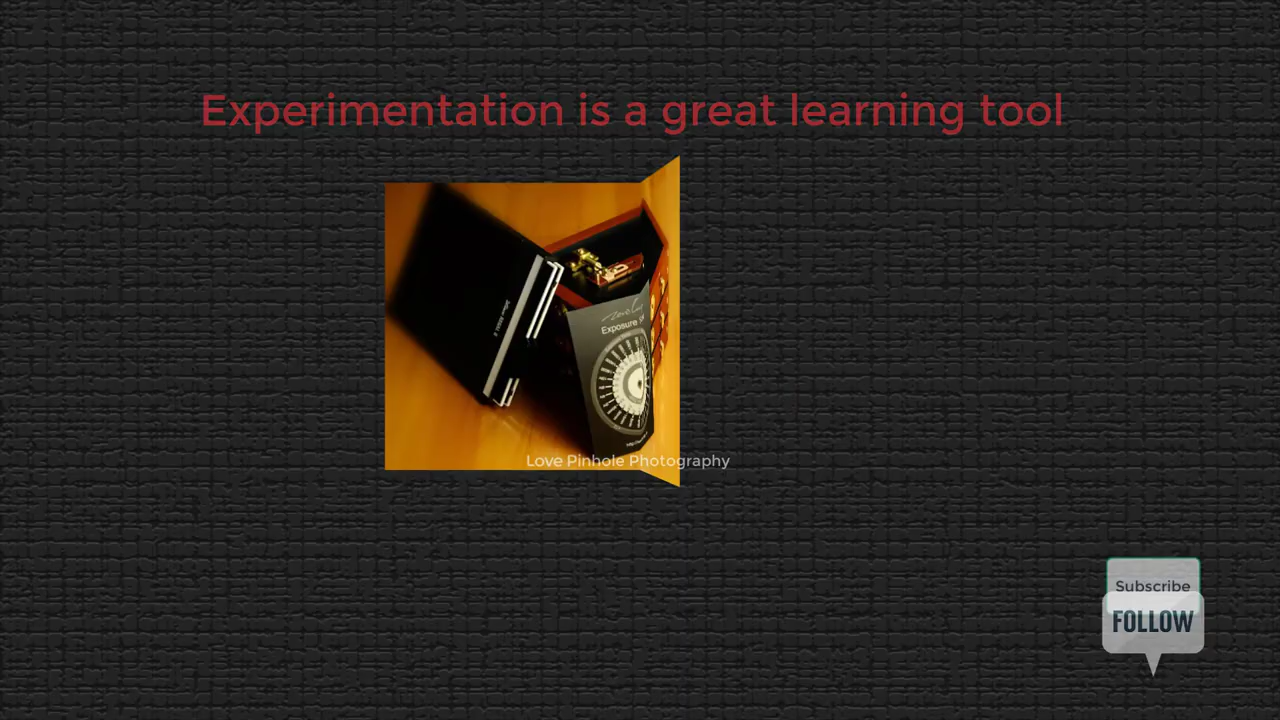 Experimentation is a great learning tool
Exposure
Love Pinhole Photography
Subscribe
FOLLOW